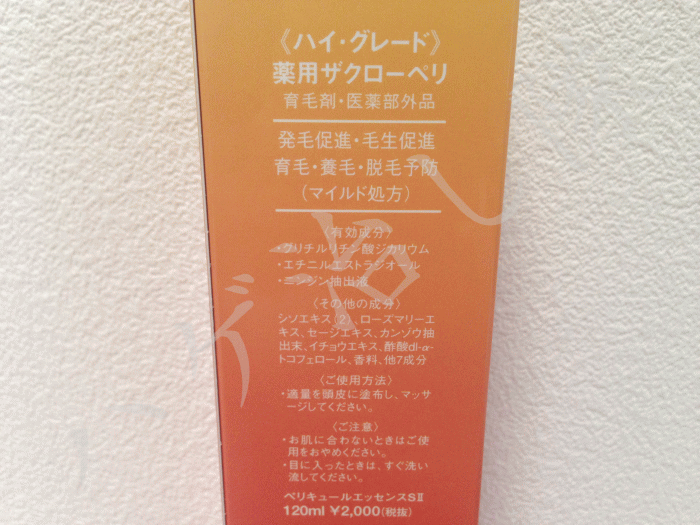 《ハイ・グレード》
薬用ザクローペリ
育毛剤・医薬部外品
発毛促進・毛生促進
育毛・養毛・脱毛予防
(マイルド処方)
〈有効成分〉
・グリチルリチン酸ジカリウム
・エチニルエストラジオール
・ニンジン抽出液
〈その他の成分〉
シソエキス(2)、ローズマリーエ
キス、セージエキス、カンゾウ抽
出末、イチョウエキス、酢酸dl-α-
トコフェロール、香料、他7成分
〈ご使用方法〉
・適量を頭皮に塗布し、マッサ
ージしてください。
〈ご注意〉
・お肌に合わないときはご使
用をおやめください。
・目に入ったときは、すぐ洗い
流してください。
ペリキュールエッセンスSⅡ
120ml ¥2,000(税抜)